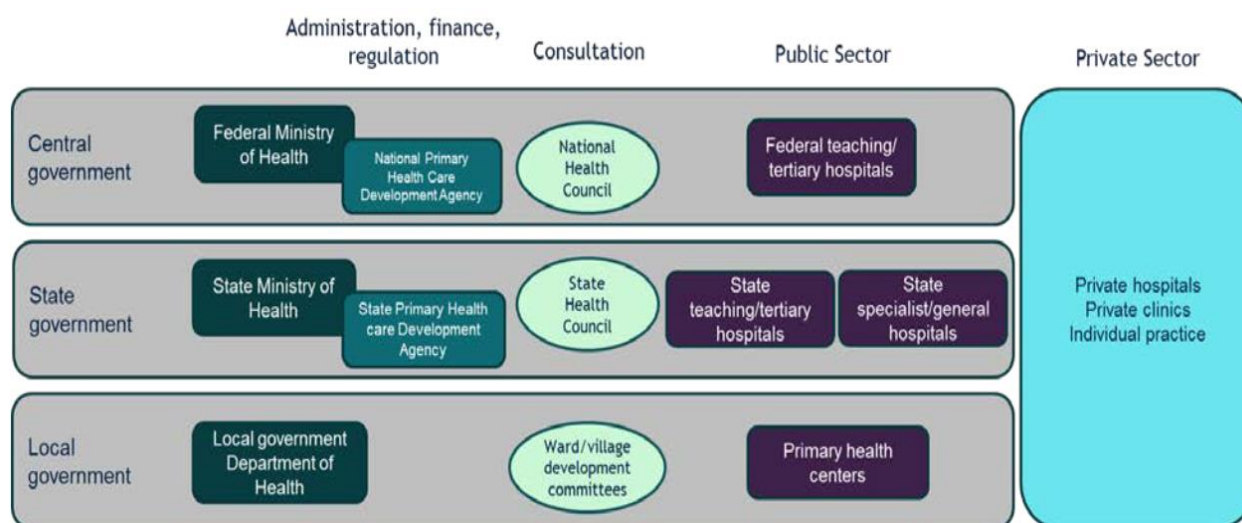 Administration, finance,
regulation
Consultation
Public Sector
Private Sector
Central
government
Federal Ministry
of Health
National Primary
Health Care
Development Agency
National
Health
Council
Federal teaching/
tertiary hospitals
State
government
State Ministry of
Health
State Primary Health
care Development
Agency
State
Health
Council
State
teaching/tertiary
hospitals
State
specialist/general
hospitals
Local
government
Local government
Department of
Health
Ward/village
development
committees
Primary health
centers
Private hospitals
Private clinics
Individual practice